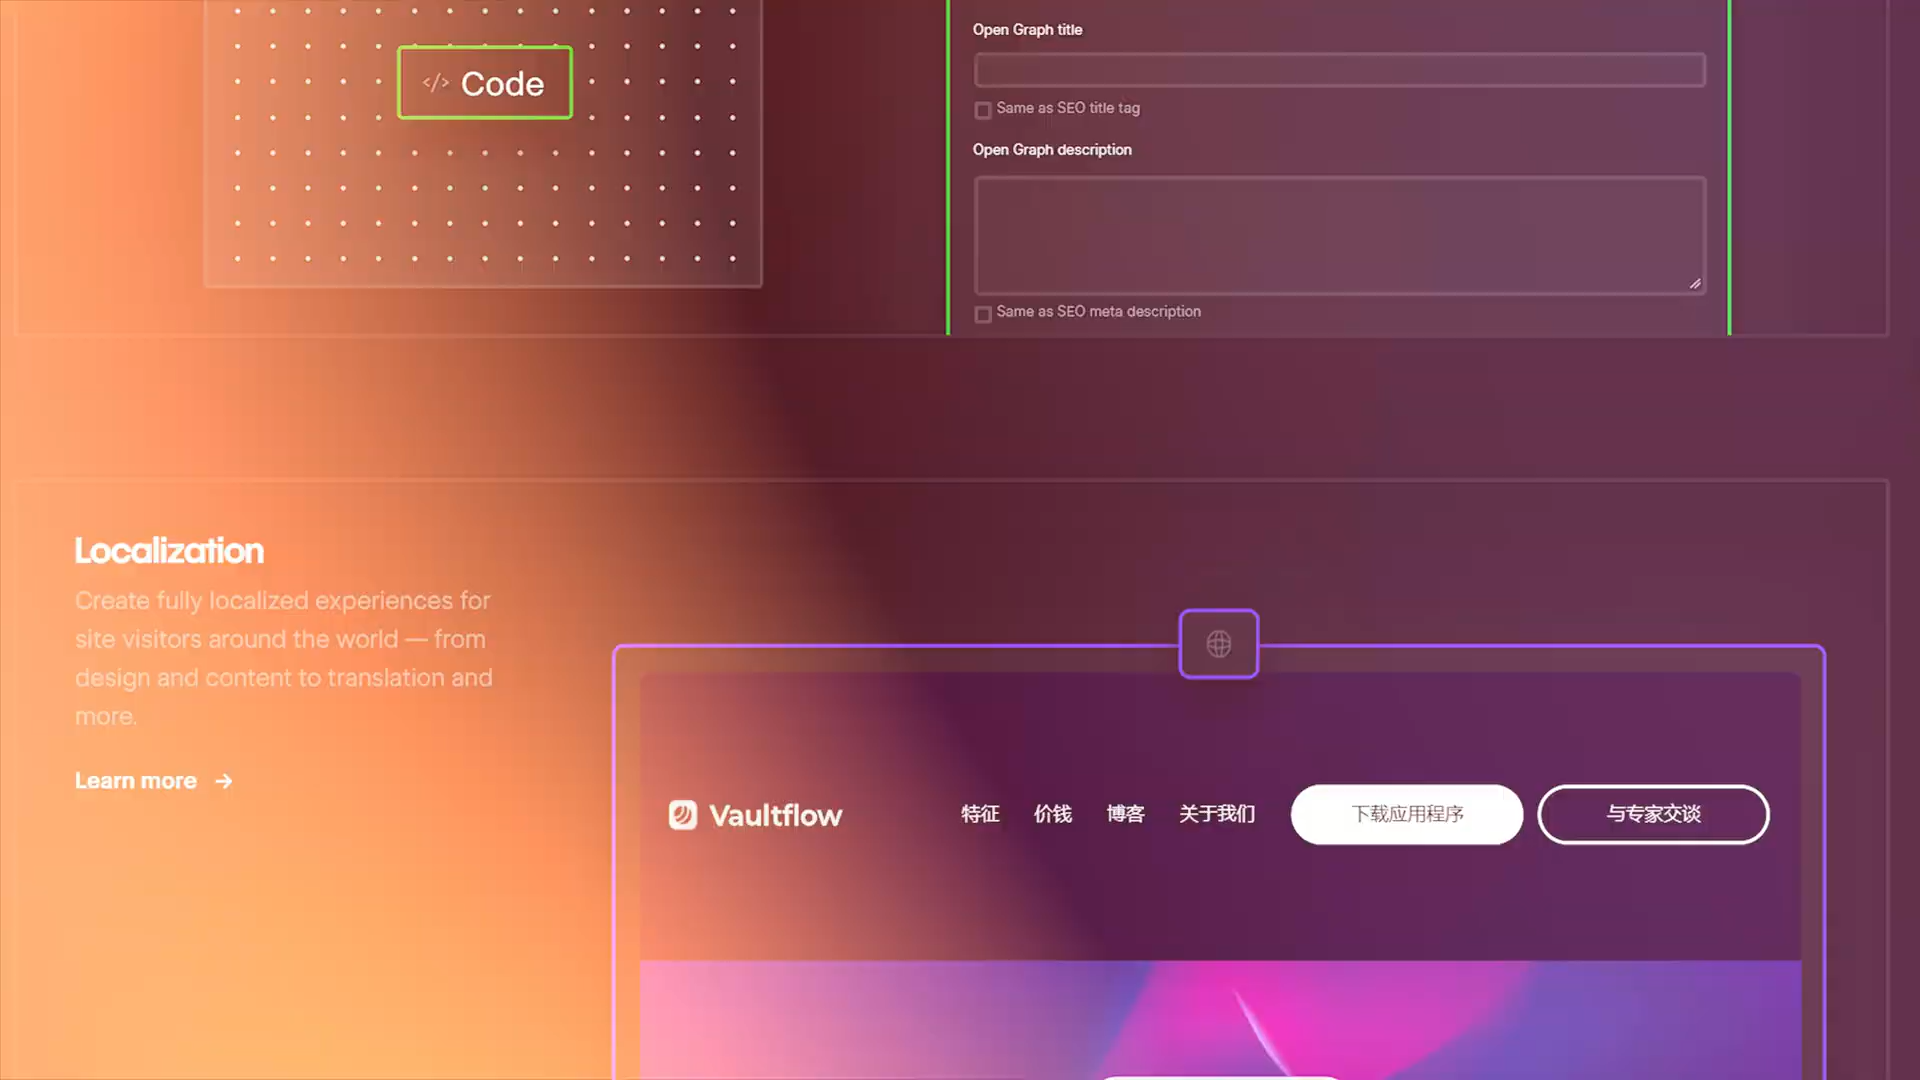 </> Code
Open Graph title
Same as SEO title tag
Open Graph description
Same as SEO meta description
Localization
Create fully localized experiences for
site visitors around the world — from
design and content to translation and
more.
Learn more →
Vaultflow
特征 价钱 博客 关于我们 下载应用程序 与专家交谈